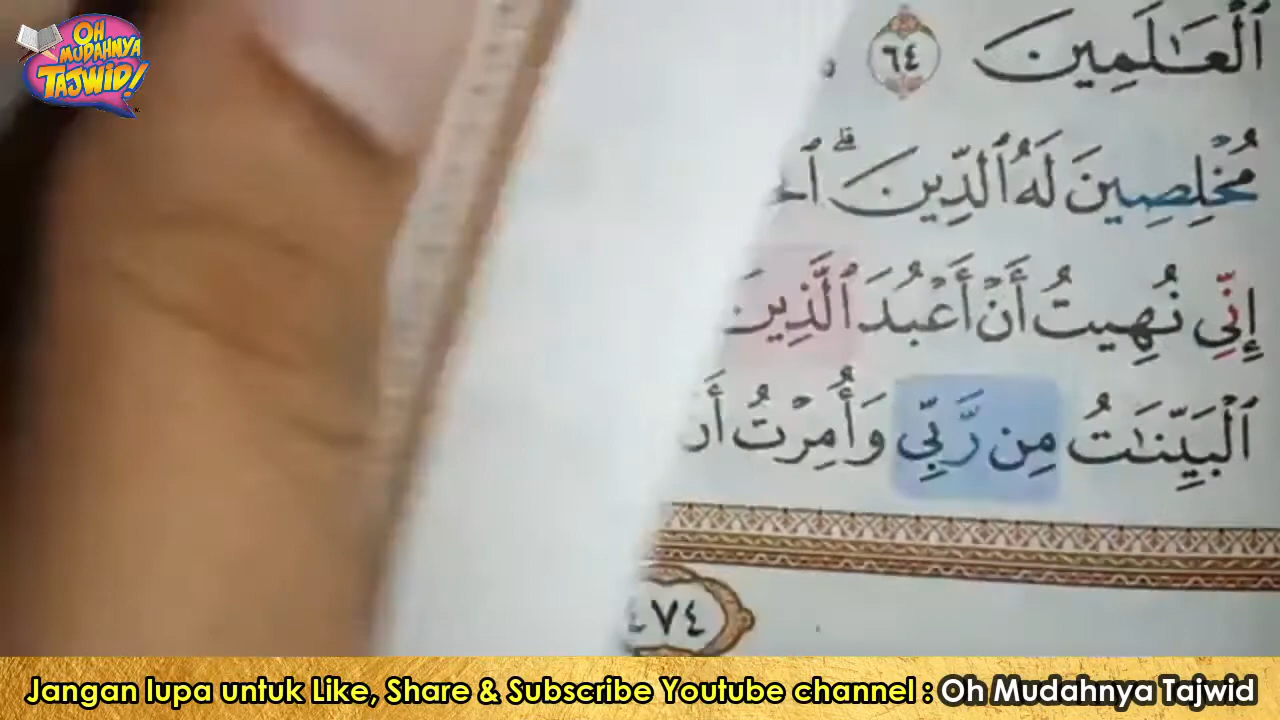 OH
MUDAHNYA
TAJWID!
ٱلْعَـٰلَمِينَ ٦٤
مُخْلِصِينَ لَهُ ٱلدِّينَ ۗ
إِنِّي نُهِيتُ أَنْ أَعْبُدَ ٱلَّذِينَ
ٱلْبَيِّنَـٰتُ مِن رَّبِّي وَأُمِرْتُ
٤٧٤
Jangan lupa untuk Like, Share & Subscribe Youtube channel : Oh Mudahnya Tajwid